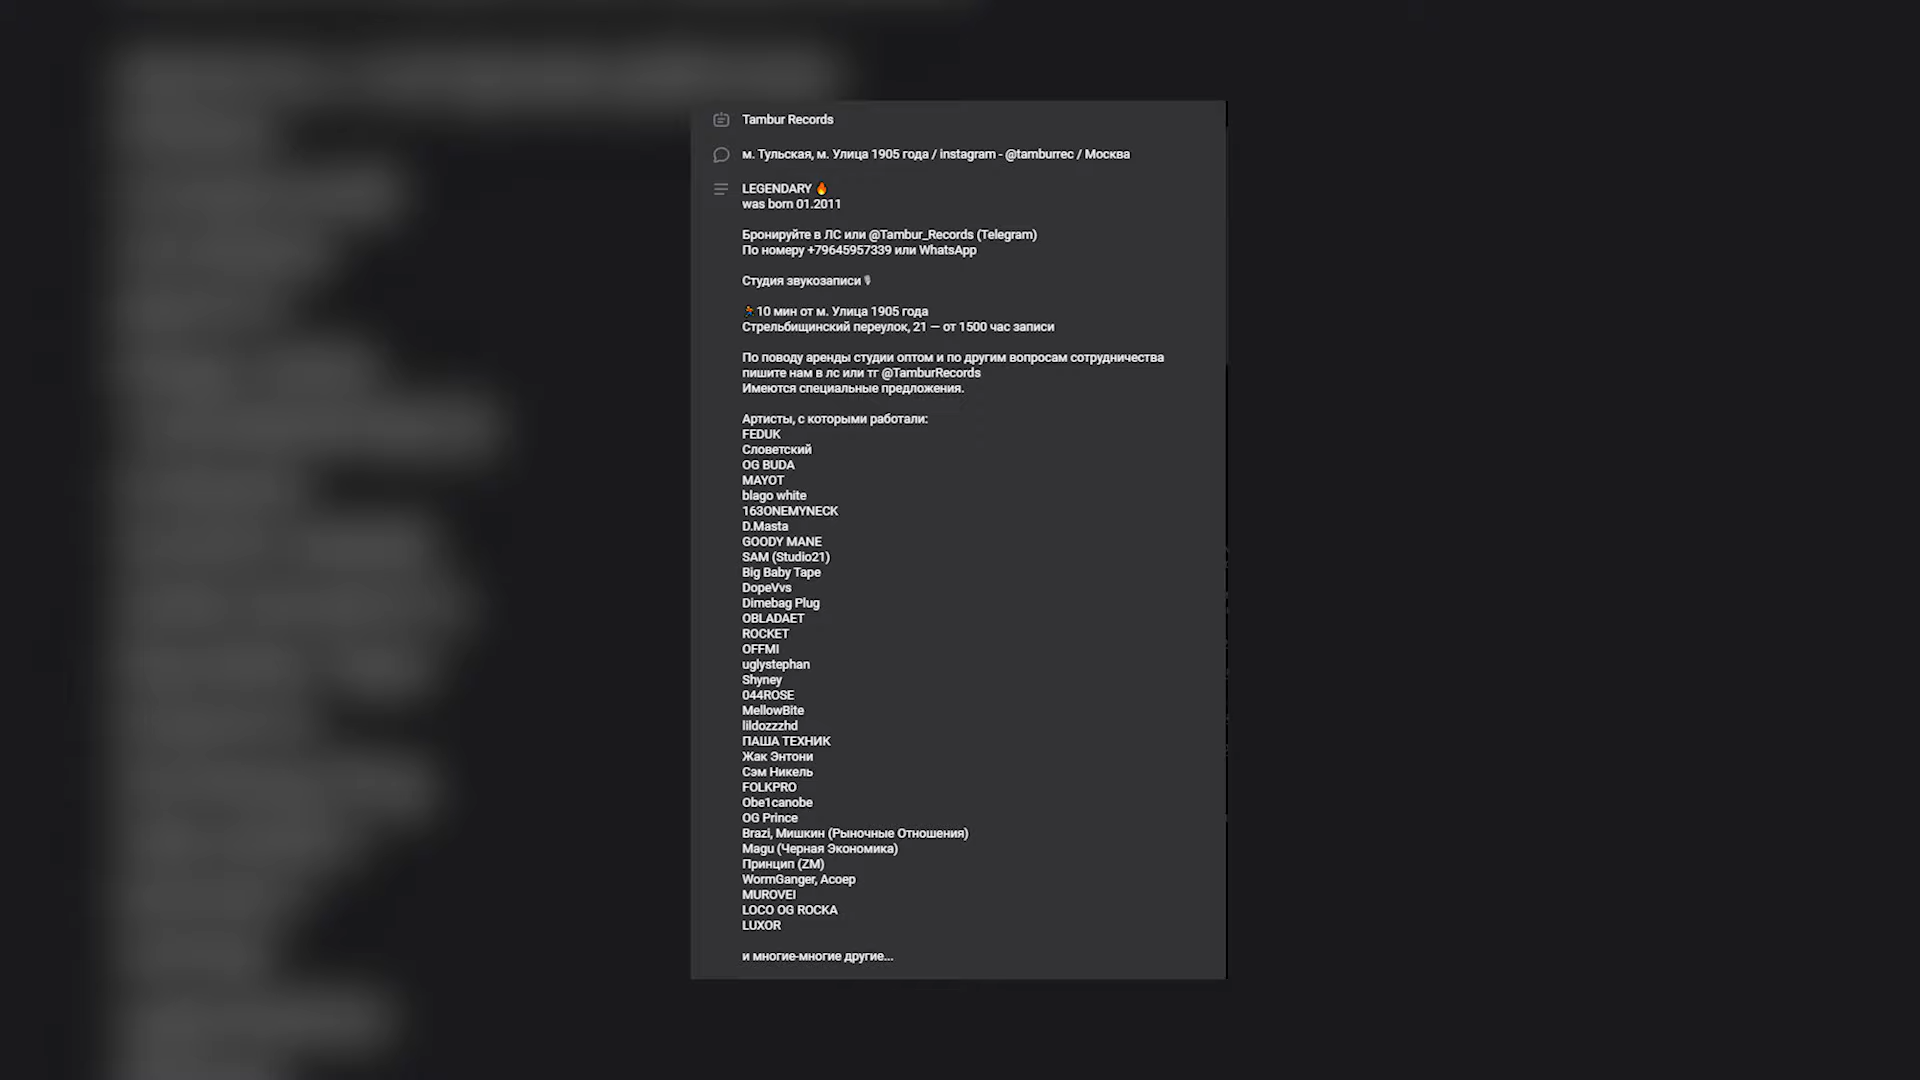 Tambur Records
м. Тульская, м. Улица 1905 года / instagram - @tamburrec / Москва
LEGENDARY 🔥
was born 01.2011
Бронируйте в ЛС или @Tambur_Records (Telegram)
По номеру +79645957339 или WhatsApp
Студия звукозаписи🎙
🏃10 мин от м. Улица 1905 года
Стрельбищинский переулок, 21 — от 1500 час записи
По поводу аренды студии оптом и по другим вопросам сотрудничества
пишите нам в лс или тг @TamburRecords
Имеются специальные предложения.
Артисты, с которыми работали:
FEDUK
Словетский
OG BUDA
MAYOT
blago white
163ONEMYNECK
D.Masta
GOODY MANE
SAM (Studio21)
Big Baby Tape
DopeVvs
Dimebag Plug
OBLADAET
ROCKET
OFFMI
uglystephan
Shyney
044ROSE
MellowBite
lildozzzhd
ПАША ТЕХНИК
Жак Энтони
Сэм Никель
FOLKPRO
Obe1canobe
OG Prince
Brazi, Мишкин (Рыночные Отношения)
Magu (Черная Экономика)
Принцип (ZM)
WormGanger, Асоер
MUROVEI
LOCO OG ROCKA
LUXOR
и многие-многие другие...